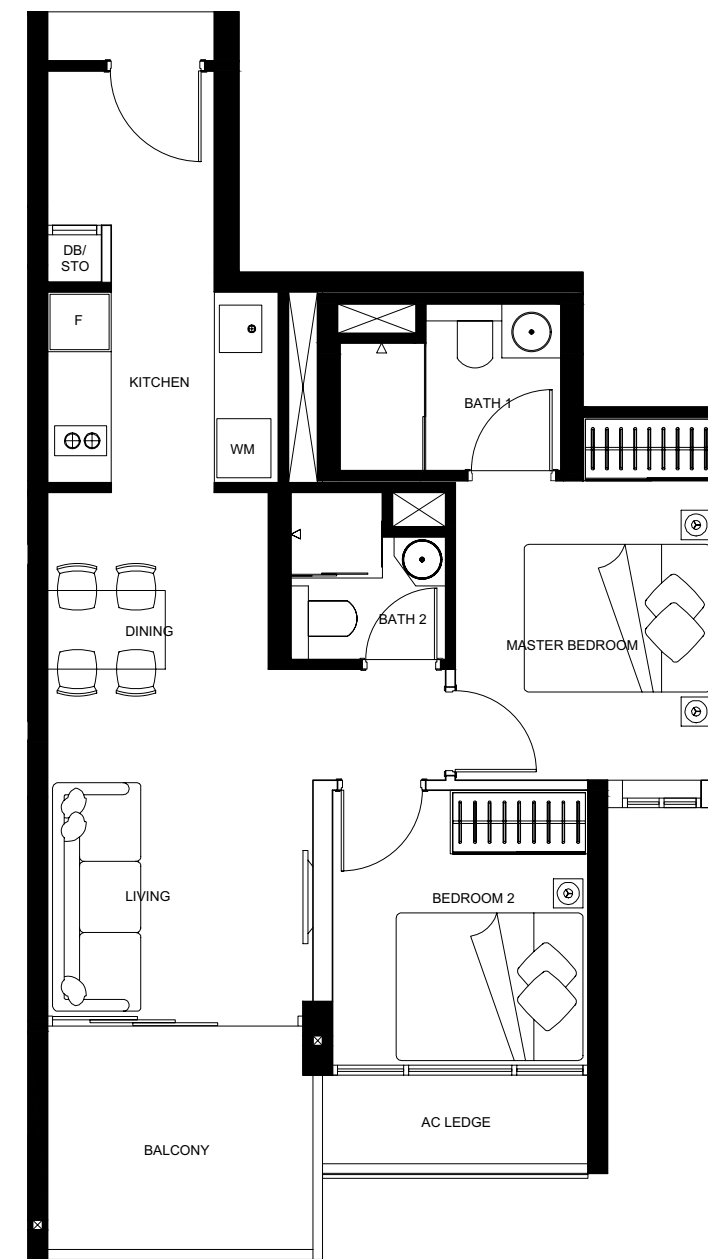 DB/
STO
F
KITCHEN
WM
BATH 1
BATH 2
DINING
MASTER BEDROOM
LIVING
BEDROOM 2
AC LEDGE
BALCONY